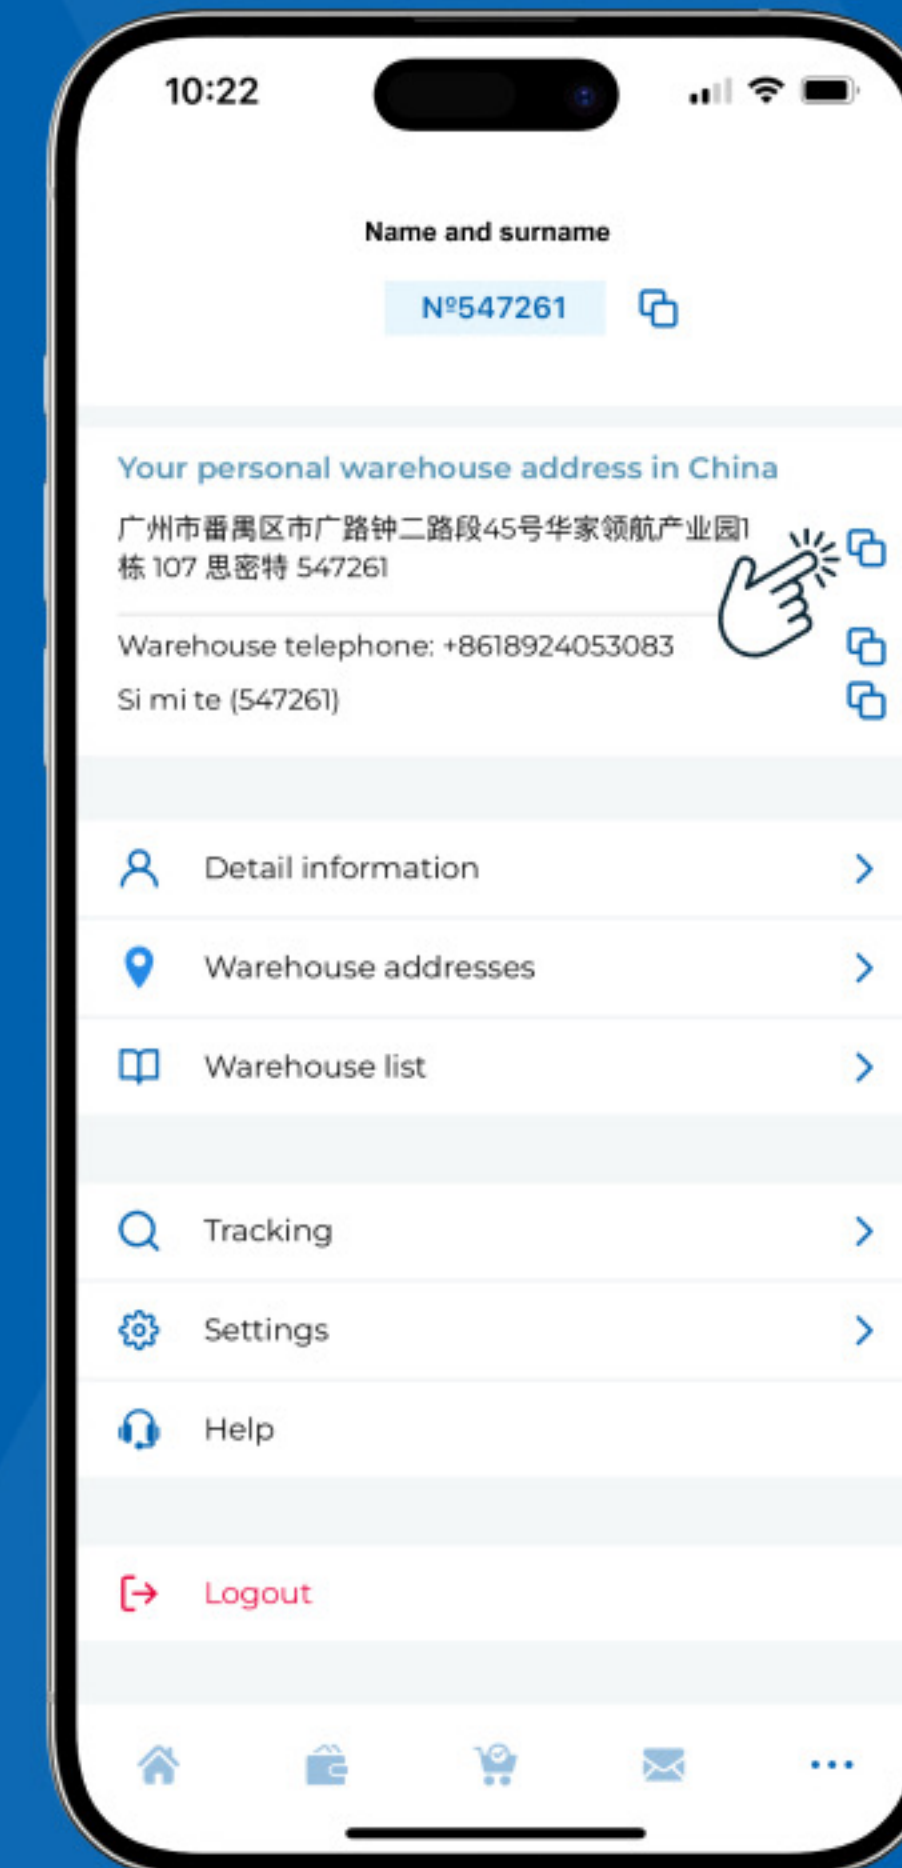 10:22
Name and surname
Nº547261
Your personal warehouse address in China
广州市番禺区市广路钟二路段45号华家领航产业园1
栋 107 思密特 547261
Warehouse telephone: +8618924053083
Si mi te (547261)
Detail information
Warehouse addresses
Warehouse list
Tracking
Settings
Help
Logout